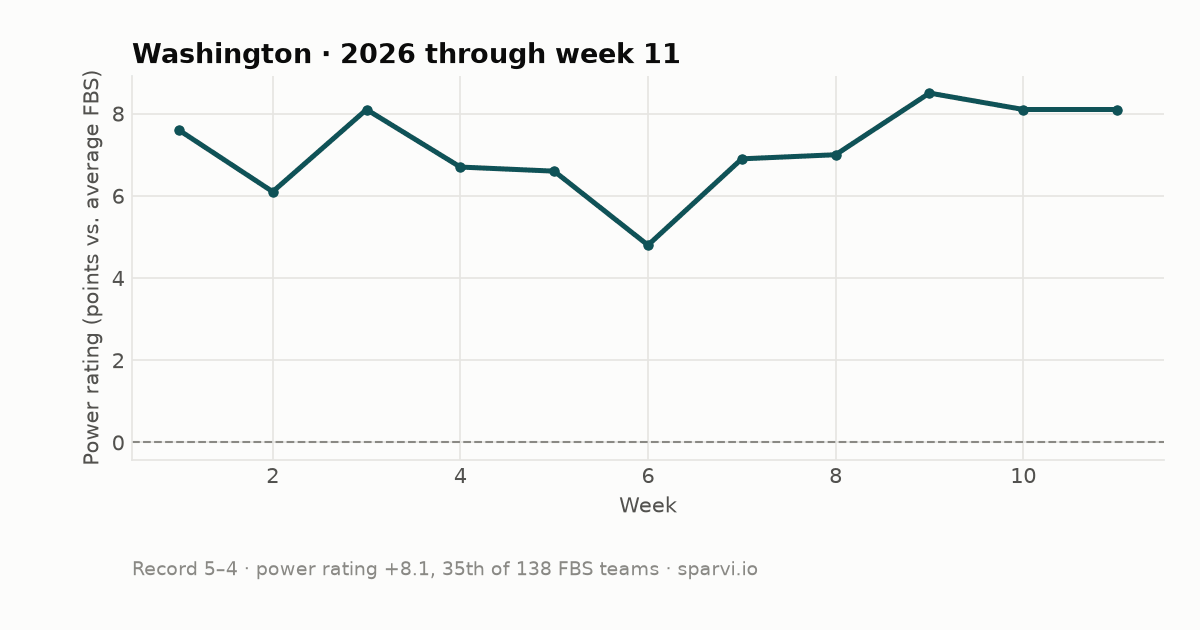 Washington · 2026 through week 11
Power rating (points vs. average FBS)
8
6
4
2
0
2 4 6 8 10
Week
Record 5–4 · power rating +8.1, 35th of 138 FBS teams · sparvi.io